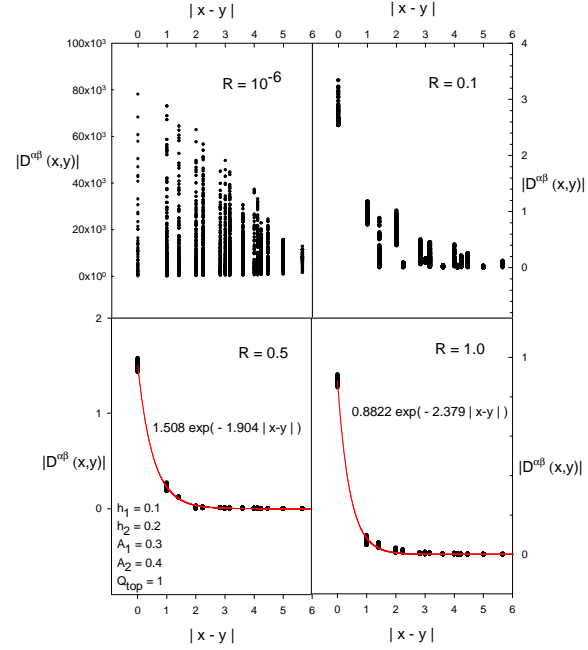 | x - y |
| x - y |
0 1 2 3 4 5 6
0 1 2 3 4 5 6
100x10³
80x10³
60x10³
40x10³
20x10³
0x10⁰
|D^αβ (x,y)|
R = 10⁻⁶
R = 0.1
4
3
2
1
0
|D^αβ (x,y)|
2
1
0
|D^αβ (x,y)|
R = 0.5
1.508 exp( - 1.904 | x-y | )
h₁ = 0.1
h₂ = 0.2
A₁ = 0.3
A₂ = 0.4
Q_top = 1
R = 1.0
0.8822 exp( - 2.379 | x-y | )
1
0
|D^αβ (x,y)|
0 1 2 3 4 5 6
0 1 2 3 4 5 6
| x - y |
| x - y |